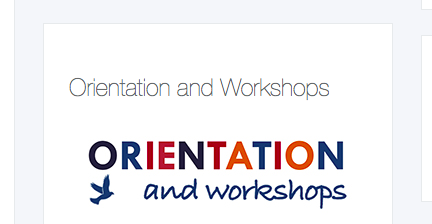 Orientation and Workshops
ORIENTATION
and workshops